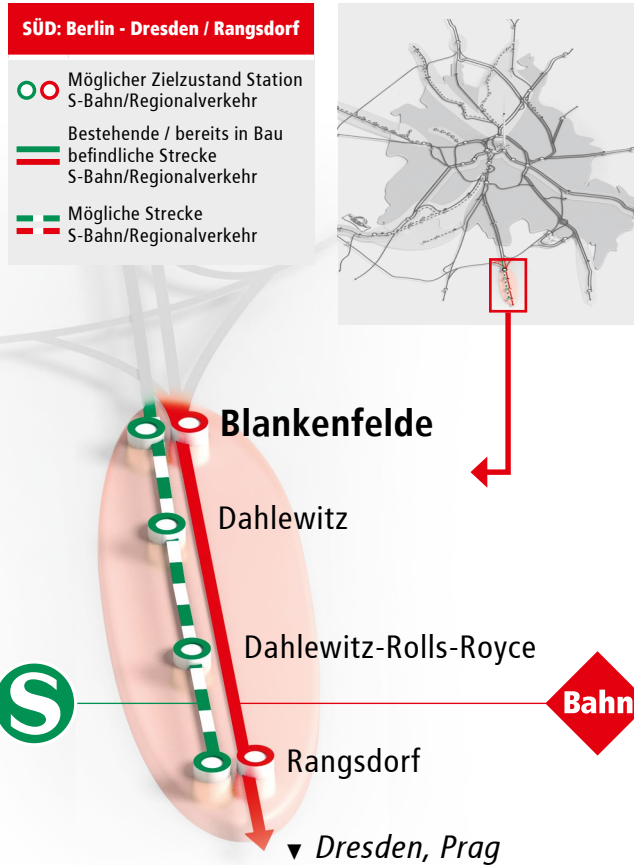 SÜD: Berlin - Dresden / Rangsdorf
Möglicher Zielzustand Station
S-Bahn/Regionalverkehr
Bestehende / bereits in Bau
befindliche Strecke
S-Bahn/Regionalverkehr
Mögliche Strecke
S-Bahn/Regionalverkehr
Blankenfelde
Dahlewitz
Dahlewitz-Rolls-Royce
S
Bahn
Rangsdorf
▼ Dresden, Prag